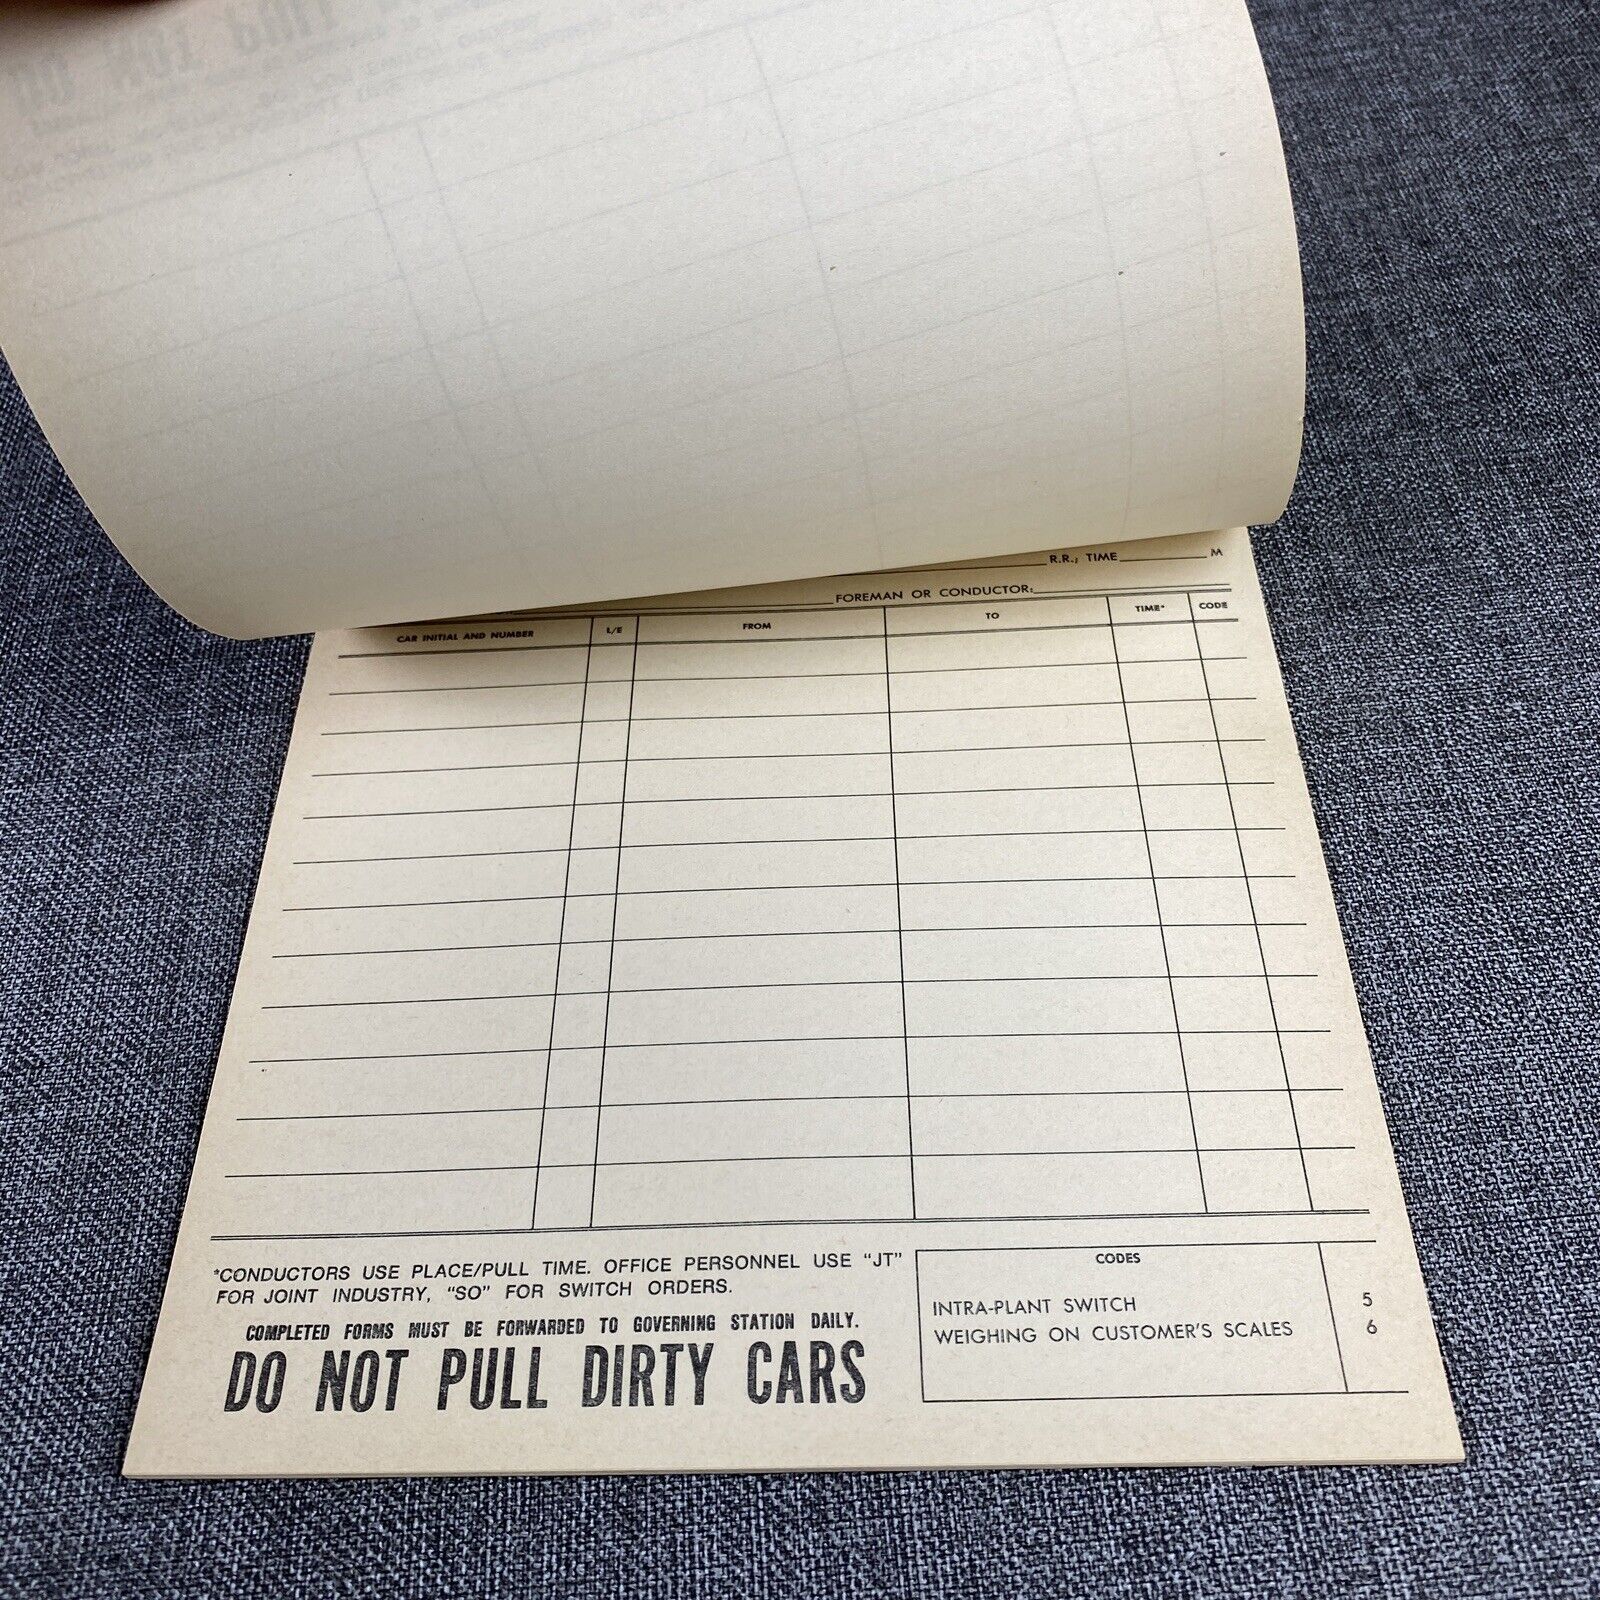 R.R., TIME M
FOREMAN OR CONDUCTOR:
CAR INITIAL AND NUMBER L/E FROM TO TIME* CODE
*CONDUCTORS USE PLACE/PULL TIME. OFFICE PERSONNEL USE "JT"
FOR JOINT INDUSTRY, "SO" FOR SWITCH ORDERS.
COMPLETED FORMS MUST BE FORWARDED TO GOVERNING STATION DAILY.
DO NOT PULL DIRTY CARS
CODES
INTRA-PLANT SWITCH 5
WEIGHING ON CUSTOMER'S SCALES 6